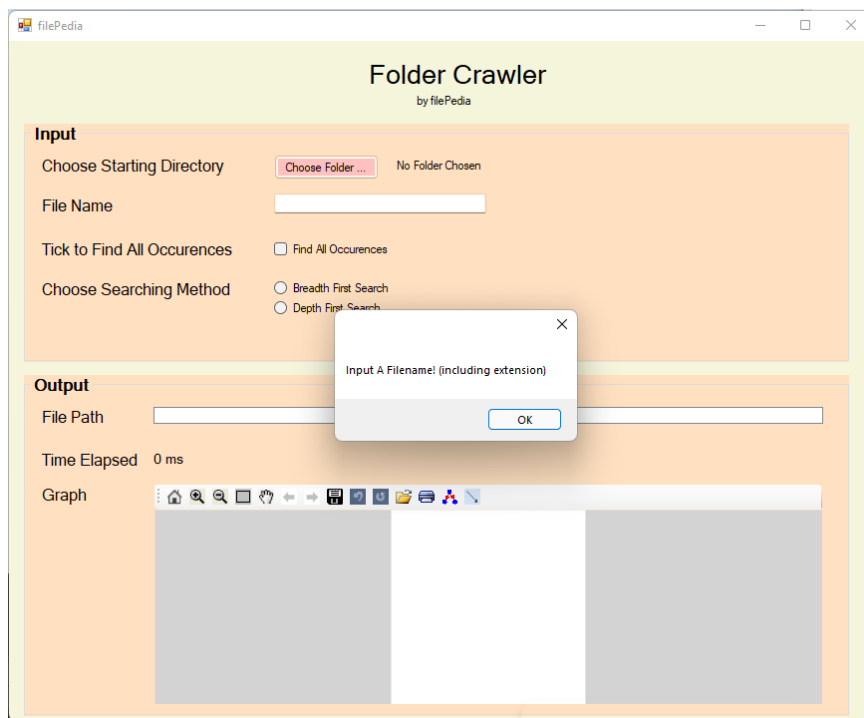 filePedia
Folder Crawler
by filePedia
Input
Choose Starting Directory
Choose Folder ...
No Folder Chosen
File Name
Tick to Find All Occurences
Find All Occurences
Choose Searching Method
Breadth First Search
Depth First Search
Input A Filename! (including extension)
OK
Output
File Path
Time Elapsed
0 ms
Graph